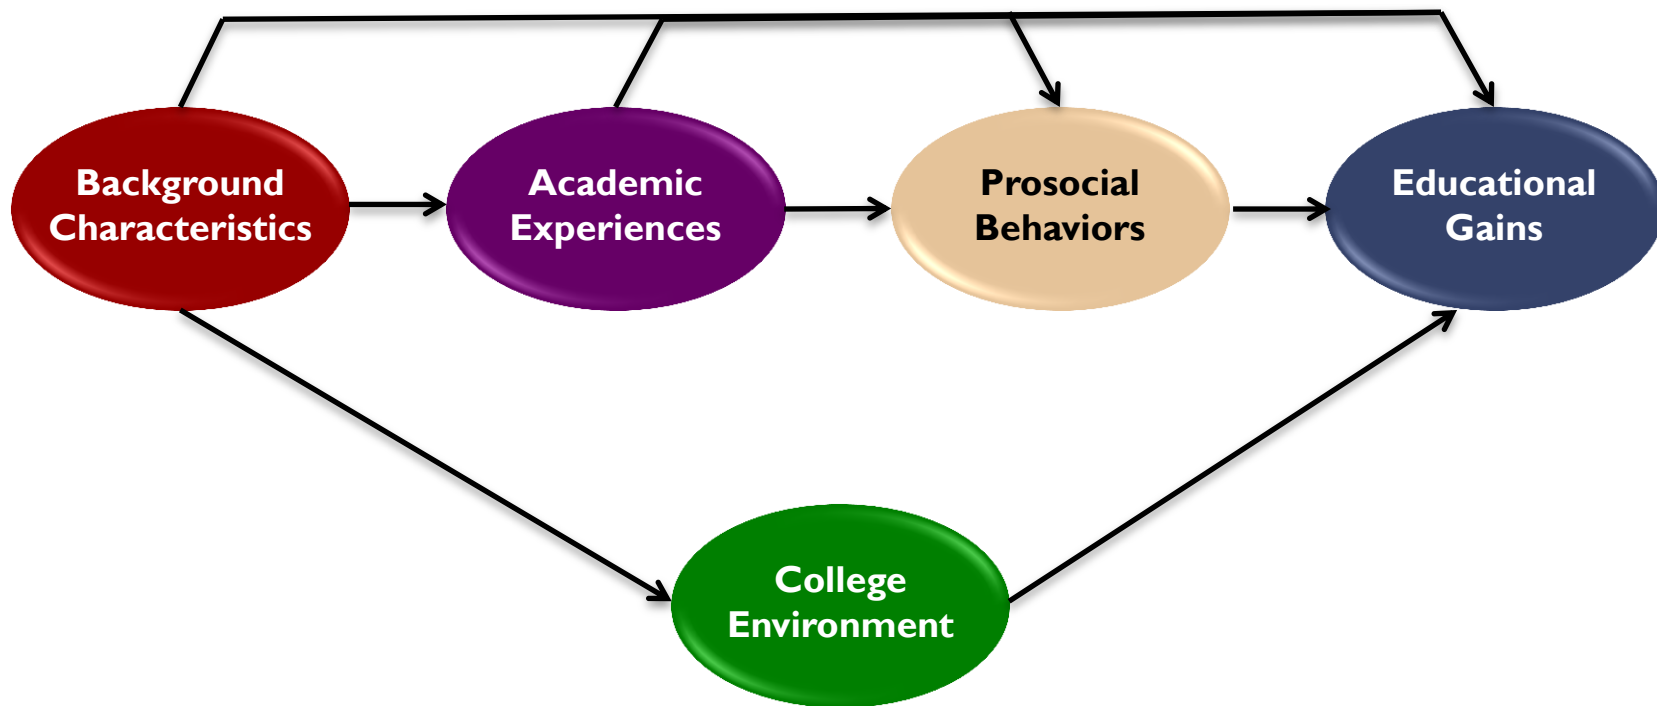 Background
Characteristics
Academic
Experiences
Prosocial
Behaviors
Educational
Gains
College
Environment